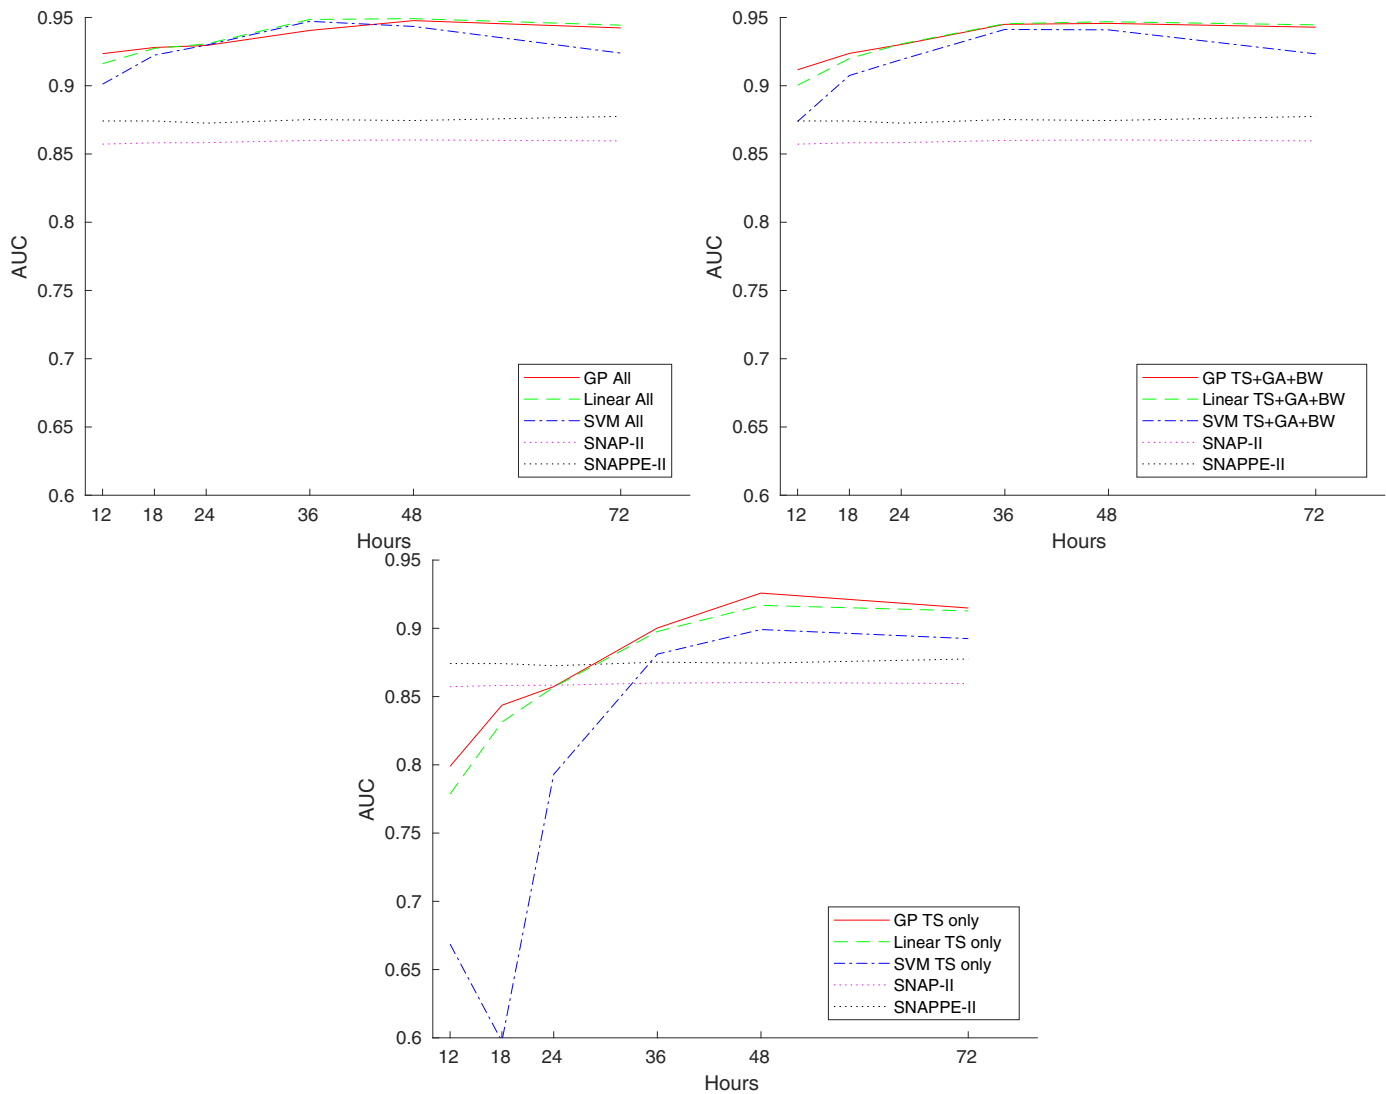 0.95
0.9
0.85
0.8
0.75
0.7
0.65
0.6
AUC
12 18 24 36 48 72
Hours
GP All
Linear All
SVM All
SNAP-II
SNAPPE-II
0.95
0.9
0.85
0.8
0.75
0.7
0.65
0.6
AUC
12 18 24 36 48 72
Hours
GP TS+GA+BW
Linear TS+GA+BW
SVM TS+GA+BW
SNAP-II
SNAPPE-II
0.95
0.9
0.85
0.8
0.75
0.7
0.65
0.6
AUC
12 18 24 36 48 72
Hours
GP TS only
Linear TS only
SVM TS only
SNAP-II
SNAPPE-II